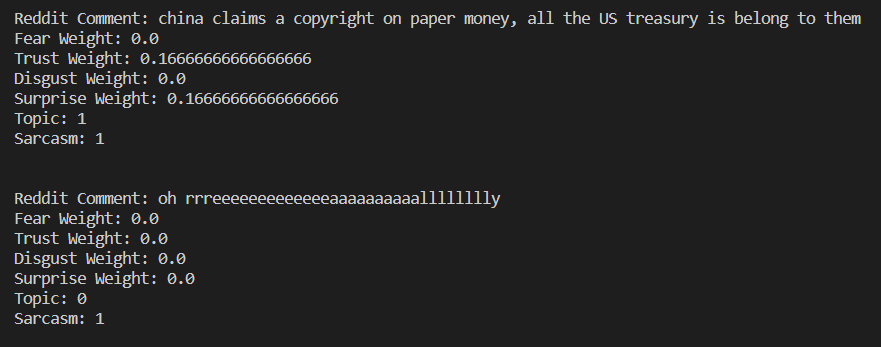 Reddit Comment: china claims a copyright on paper money, all the US treasury is belong to them
Fear Weight: 0.0
Trust Weight: 0.16666666666666666
Disgust Weight: 0.0
Surprise Weight: 0.16666666666666666
Topic: 1
Sarcasm: 1
Reddit Comment: oh rrreeeeeeeeeeeeeaaaaaaaaaallllllllly
Fear Weight: 0.0
Trust Weight: 0.0
Disgust Weight: 0.0
Surprise Weight: 0.0
Topic: 0
Sarcasm: 1